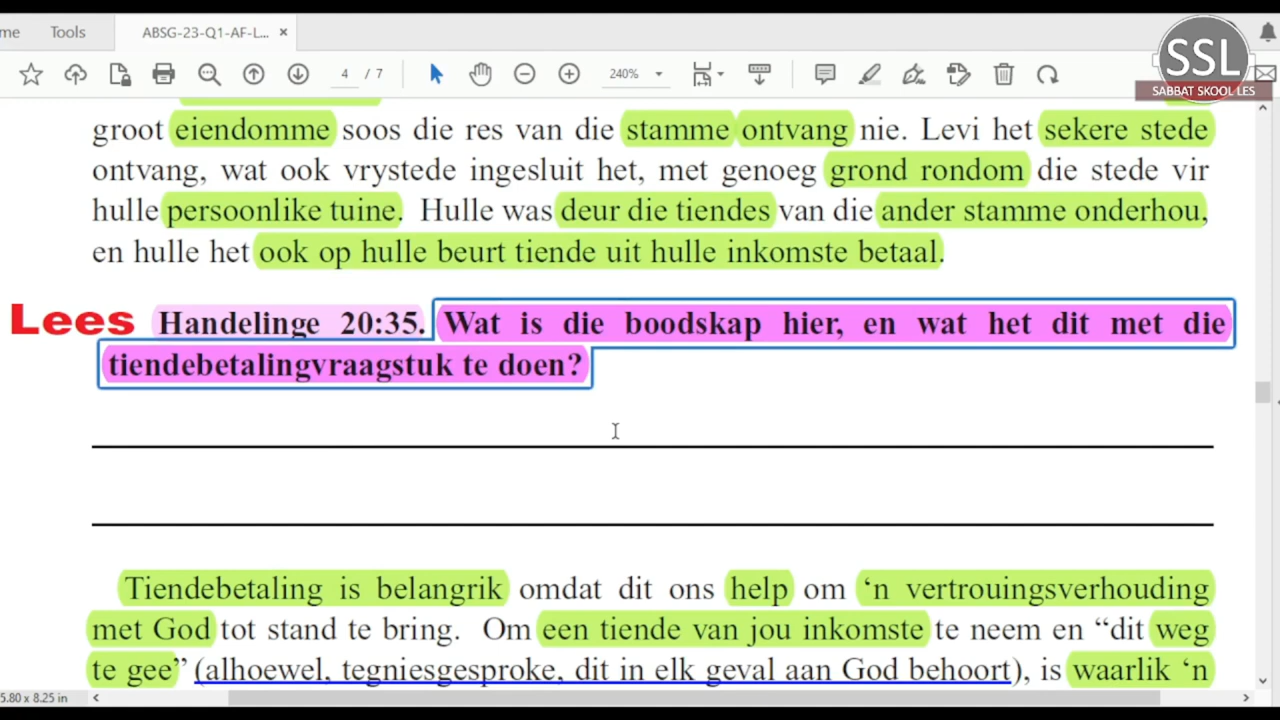 me Tools ABSG-23-Q1-AF-L... ×
SSL
SABBAT SKOOL LES
4 / 7 240%
groot eiendomme soos die res van die stamme ontvang nie. Levi het sekere stede
ontvang, wat ook vrystede ingesluit het, met genoeg grond rondom die stede vir
hulle persoonlike tuine. Hulle was deur die tiendes van die ander stamme onderhou,
en hulle het ook op hulle beurt tiende uit hulle inkomste betaal.
Lees Handelinge 20:35. Wat is die boodskap hier, en wat het dit met die
tiendebetalingvraagstuk te doen?
Tiendebetaling is belangrik omdat dit ons help om ‘n vertrouingsverhouding
met God tot stand te bring. Om een tiende van jou inkomste te neem en “dit weg
te gee” (alhoewel, tegniesgesproke, dit in elk geval aan God behoort), is waarlik ‘n
5.80 x 8.25 in